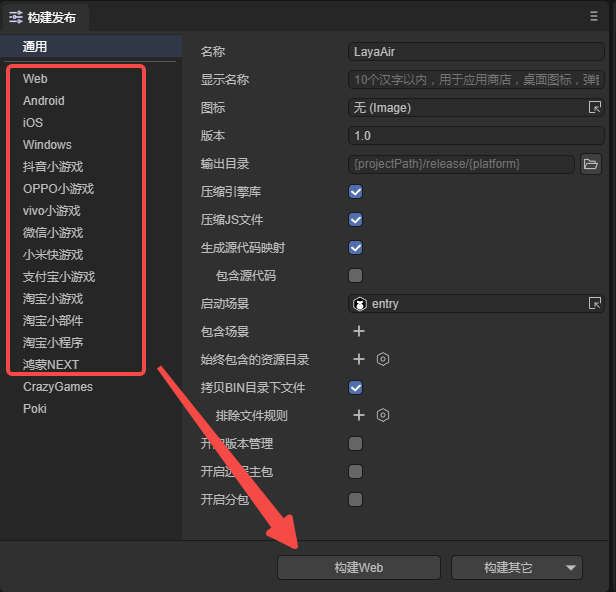 构建发布
通用
Web
Android
iOS
Windows
抖音小游戏
OPPO小游戏
vivo小游戏
微信小游戏
小米快游戏
支付宝小游戏
淘宝小游戏
淘宝小部件
淘宝小程序
鸿蒙NEXT
CrazyGames
Poki
名称 LayaAir
显示名称 10个汉字以内，用于应用商店，桌面图标，弹
图标 无 (Image)
版本 1.0
输出目录 {projectPath}/release/{platform}
压缩引擎库
压缩JS文件
生成源代码映射
包含源代码
启动场景 entry
包含场景
始终包含的资源目录
拷贝BIN目录下文件
排除文件规则
开启版本管理
开启远程主包
开启分包
构建Web 构建其它